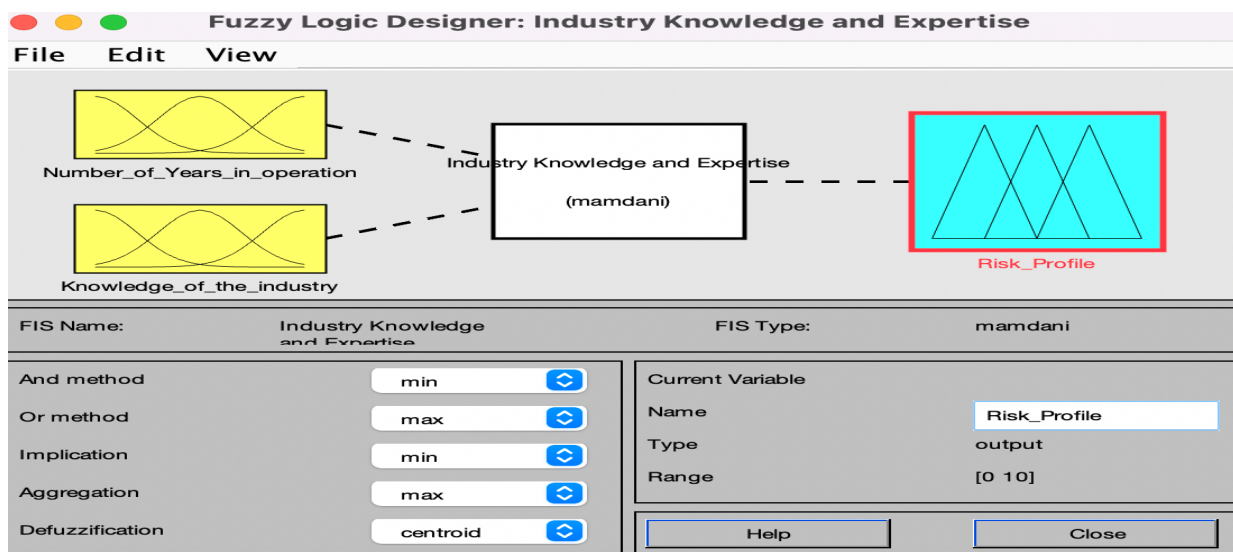 Fuzzy Logic Designer: Industry Knowledge and Expertise
File Edit View
Number_of_Years_in_operation
Knowledge_of_the_industry
Industry Knowledge and Expertise
(mamdani)
Risk_Profile
FIS Name: Industry Knowledge
and Expertise
FIS Type: mamdani
And method min
Or method max
Implication min
Aggregation max
Defuzzification centroid
Current Variable
Name Risk_Profile
Type output
Range [0 10]
Help Close